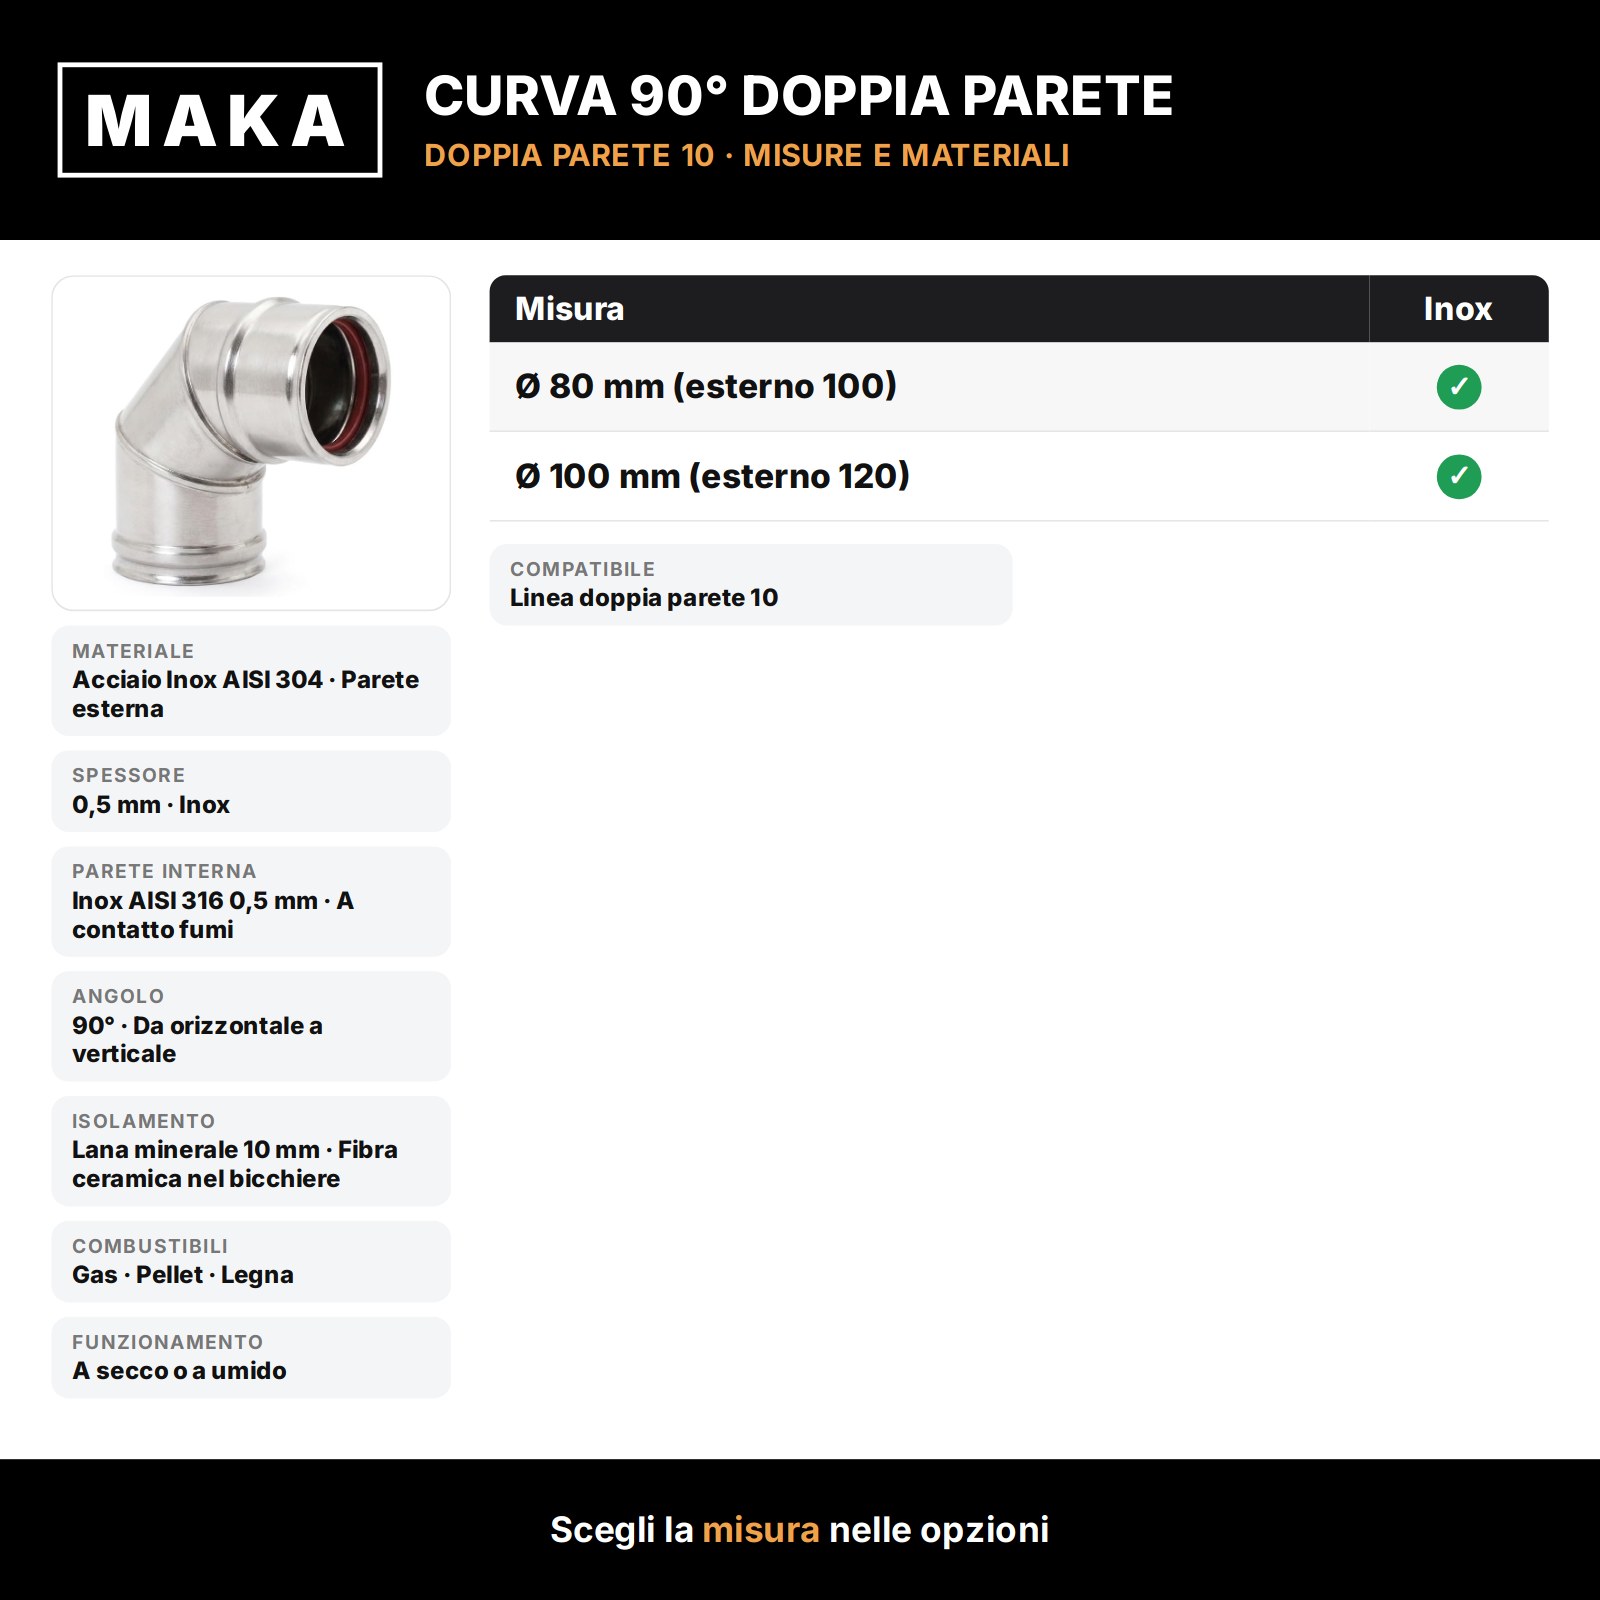 MAKA
CURVA 90° DOPPIA PARETE
DOPPIA PARETE 10 · MISURE E MATERIALI
Misura
Inox
Ø 80 mm (esterno 100)
✓
Ø 100 mm (esterno 120)
✓
COMPATIBILE
Linea doppia parete 10
MATERIALE
Acciaio Inox AISI 304 · Parete
esterna
SPESSORE
0,5 mm · Inox
PARETE INTERNA
Inox AISI 316 0,5 mm · A
contatto fumi
ANGOLO
90° · Da orizzontale a
verticale
ISOLAMENTO
Lana minerale 10 mm · Fibra
ceramica nel bicchiere
COMBUSTIBILI
Gas · Pellet · Legna
FUNZIONAMENTO
A secco o a umido
Scegli la misura nelle opzioni